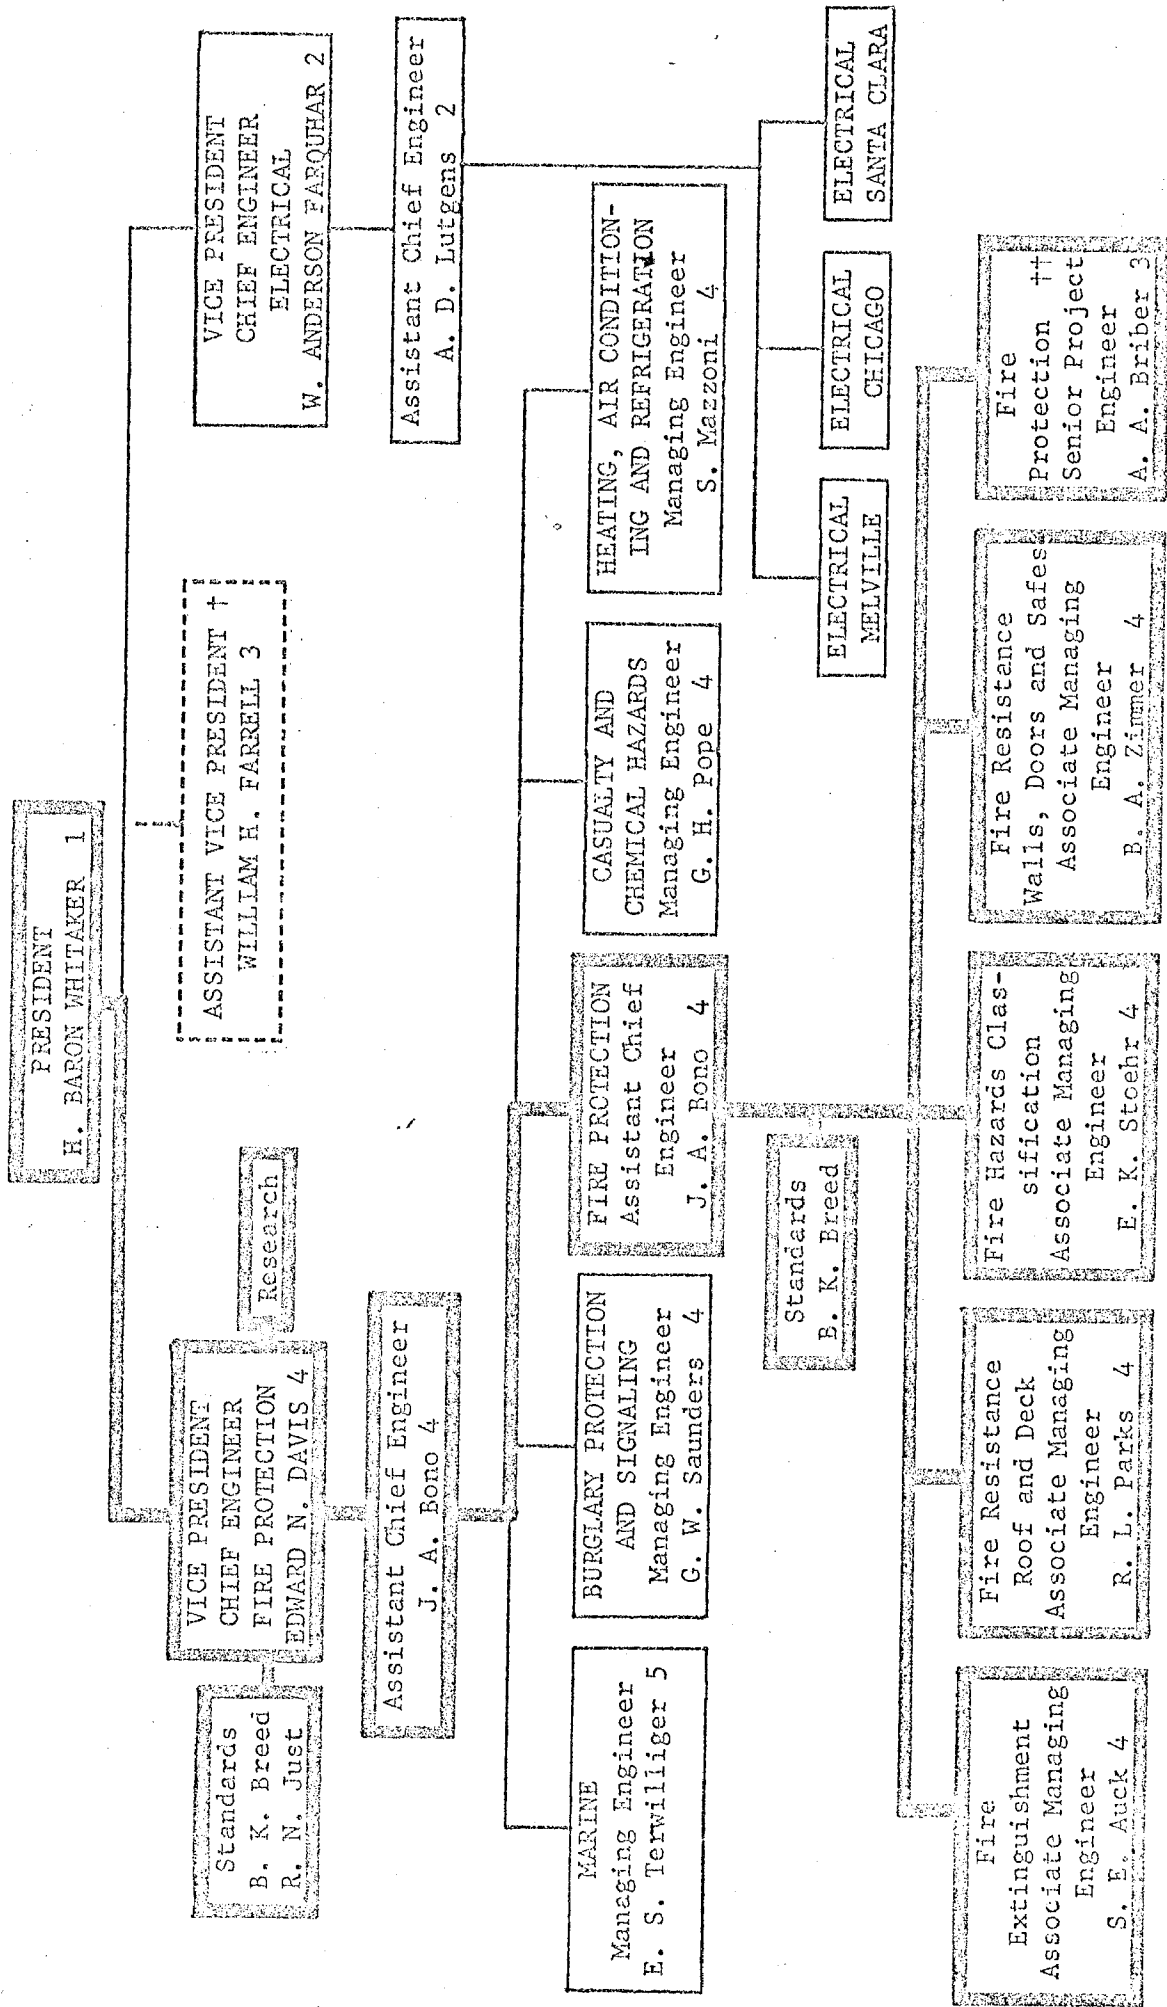 PRESIDENT
H. BARON WHITAKER 1
ASSISTANT VICE PRESIDENT †
WILLIAM H. FARRELL 3
Standards
B. K. Breed
R. N. Just
VICE PRESIDENT
CHIEF ENGINEER
FIRE PROTECTION
EDWARD N. DAVIS 4
Research
VICE PRESIDENT
CHIEF ENGINEER
ELECTRICAL
W. ANDERSON FARQUHAR 2
Assistant Chief Engineer
J. A. Bono 4
Assistant Chief Engineer
A. D. Lutgens 2
MARINE
Managing Engineer
E. S. Terwilliger 5
BURGLARY PROTECTION
AND SIGNALING
Managing Engineer
G. W. Saunders 4
FIRE PROTECTION
Assistant Chief
Engineer
J. A. Bono 4
CASUALTY AND
CHEMICAL HAZARDS
Managing Engineer
G. H. Pope 4
HEATING, AIR CONDITION-
ING AND REFRIGERATION
Managing Engineer
S. Mazzoni 4
Standards
B. K. Breed
ELECTRICAL
MELVILLE
ELECTRICAL
CHICAGO
ELECTRICAL
SANTA CLARA
Fire
Extinguishment
Associate Managing
Engineer
S. E. Auck 4
Fire Resistance
Roof and Deck
Associate Managing
Engineer
R. L. Parks 4
Fire Hazards Clas-
sification
Associate Managing
Engineer
E. K. Stoehr 4
Fire Resistance
Walls, Doors and Safes
Associate Managing
Engineer
B. A. Zimmer 4
Fire
Protection ††
Senior Project
Engineer
A. A. Briber 3